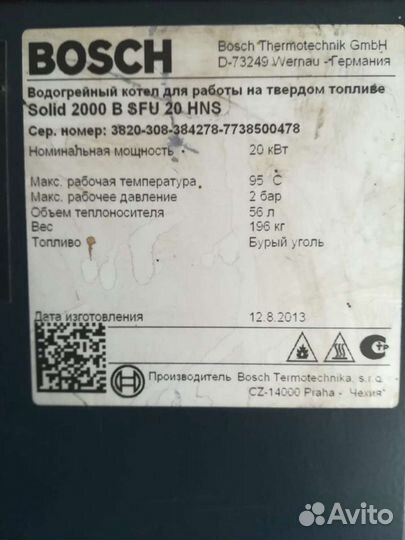 BOSCH
Bosch Thermotechnik GmbH
D-73249 Wernau - Германия
Водогрейный котел для работы на твердом топливе
Solid 2000 B SFU 20 HNS
Сер. номер: 3820-308-384278-7738500478
Номинальная мощность 20 кВт
Макс. рабочая температура 95 С
Макс. рабочее давление 2 бар
Объем теплоносителя 56 л
Вес 196 кг
Топливо Бурый уголь
Дата изготовления 12.8.2013
Производитель Bosch Termotechnika, s.r.o.
CZ-14000 Praha - Чехия
Avito